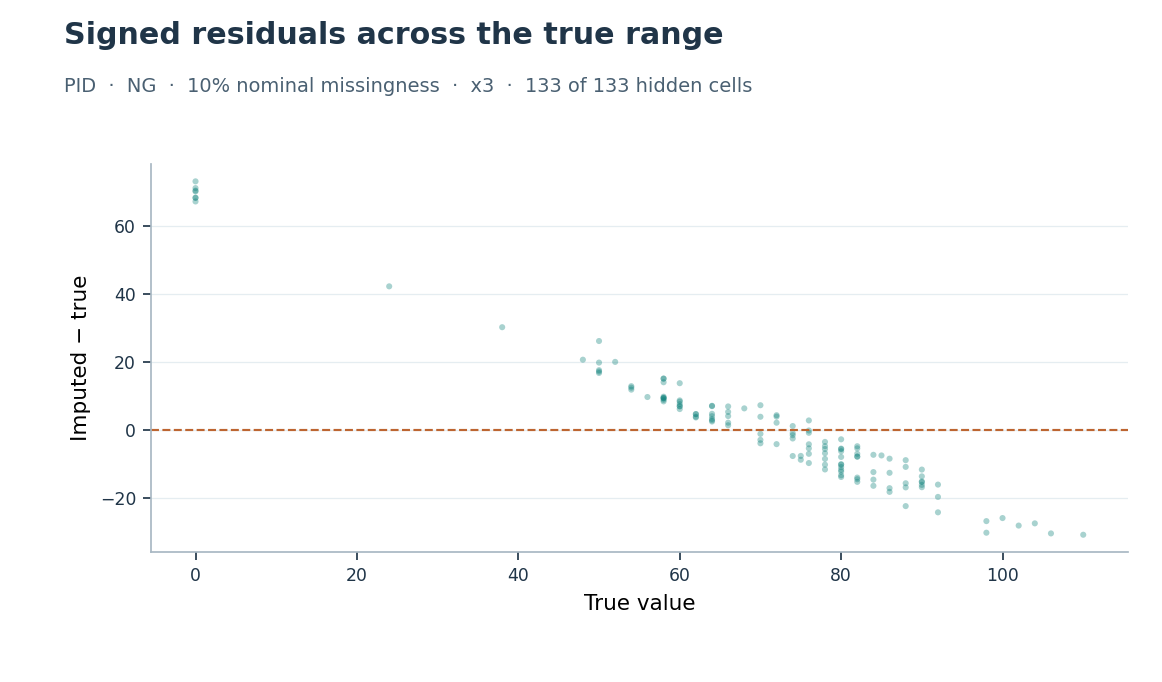 Signed residuals across the true range
PID · NG · 10% nominal missingness · x3 · 133 of 133 hidden cells
Imputed − true
60
40
20
0
−20
0 20 40 60 80 100
True value